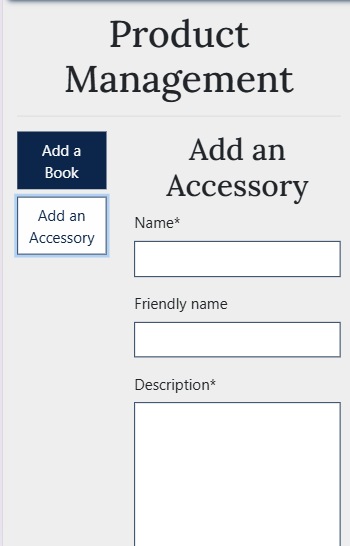 Product
Management
Add a
Book
Add an
Accessory
Add an
Accessory
Name*
Friendly name
Description*